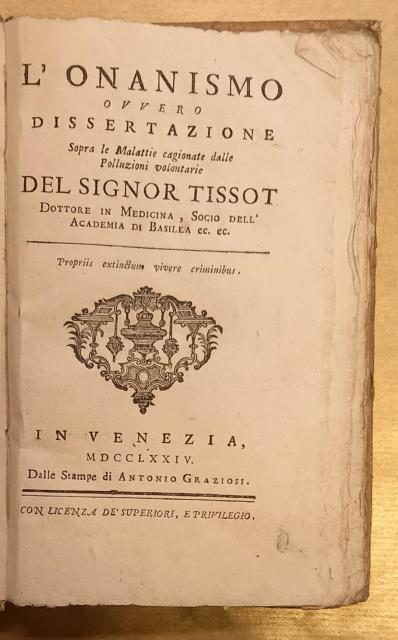 L' ONANISMO
OVVERO
DISSERTAZIONE
Sopra le Malattie cagionate dalle
Polluzioni volontarie
DEL SIGNOR TISSOT
DOTTORE IN MEDICINA, SOCIO DELL'
ACADEMIA DI BASILEA ec. ec.
Propriis extinctum vivere criminibus.
IN VENEZIA,
MDCCLXXIV.
Dalle Stampe di ANTONIO GRAZIOSI.
CON LICENZA DE' SUPERIORI, E PRIVILEGIO.